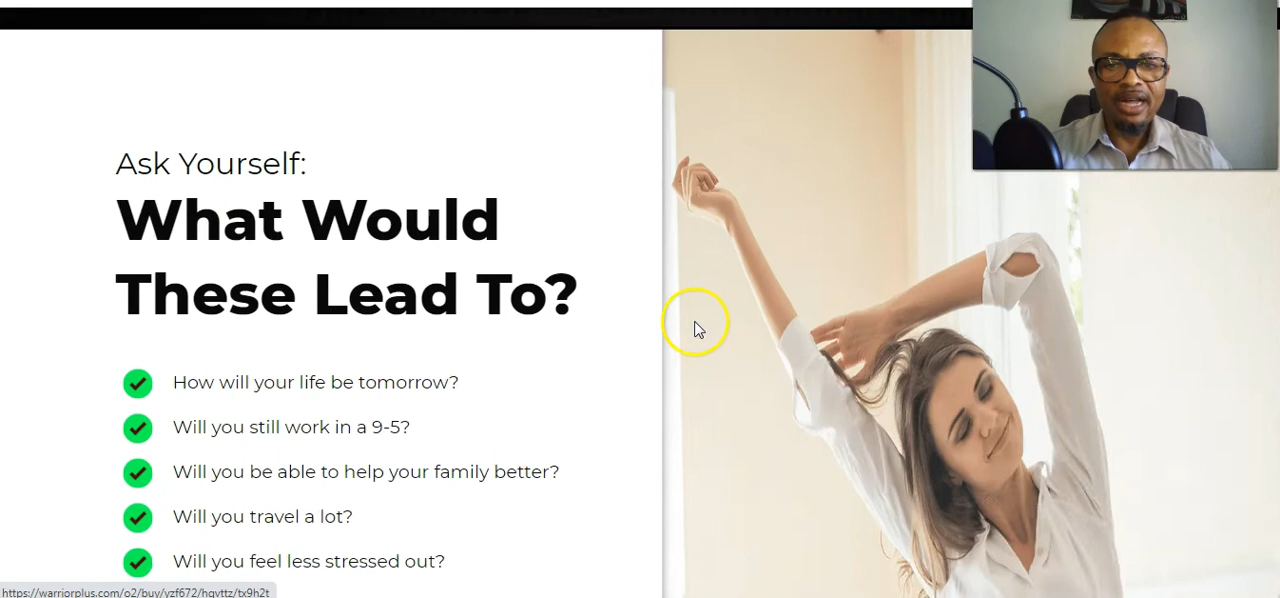 Ask Yourself:
What Would
These Lead To?
How will your life be tomorrow?
Will you still work in a 9-5?
Will you be able to help your family better?
Will you travel a lot?
Will you feel less stressed out?
https://warriorplus.com/o2/buy/yzf672/hqvttz/tx9h2t